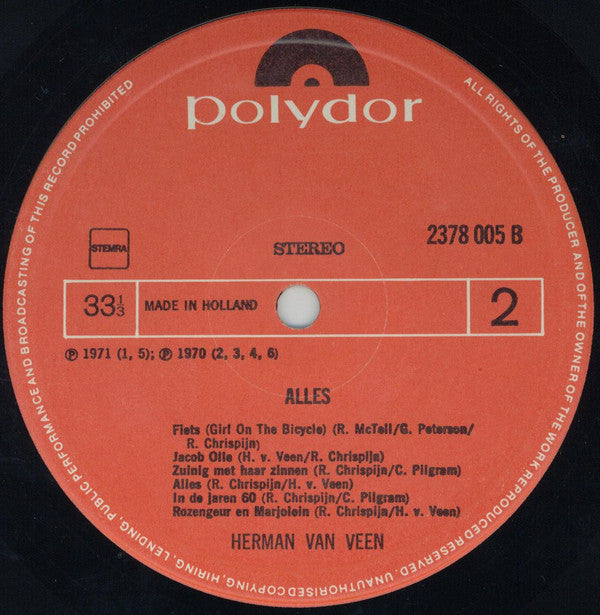 polydor
STEMRA
STEREO
2378 005 B
33⅓
MADE IN HOLLAND
2
℗ 1971 (1, 5); ℗ 1970 (2, 3, 4, 6)
ALLES
Fiets (Girf On The Bicycle) (R. McTell/G. Peterson/
R. Chrispijn)
Jacob Olle (H. v. Veen/R. Chrispijn)
Zuinig met haar zinnen (R. Chrispijn/C. Pilgram)
Alles (R. Chrispijn/H. v. Veen)
In de jaren 60 (R. Chrispijn/C. Pilgram)
Rozengeur en Marjolein (R. Chrispijn/H. v. Veen)
HERMAN VAN VEEN
ALL RIGHTS OF THE PRODUCER AND OF THE OWNER OF THE WORK REPRODUCED RESERVED. UNAUTHORISED COPYING, HIRING, LENDING, PUBLIC PERFORMANCE AND BROADCASTING OF THIS RECORD PROHIBITED